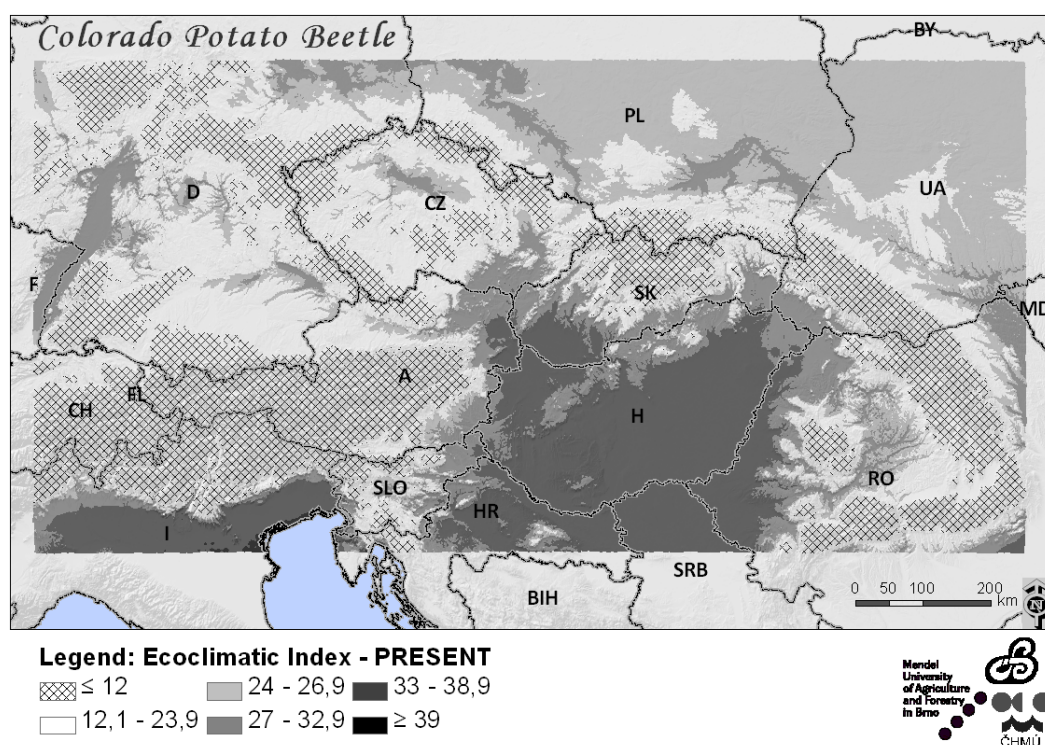 Colorado Potato Beetle
BY
PL
D
CZ
UA
F
SK
MD
A
FL
CH
H
RO
SLO
HR
I
SRB
BIH
0 50 100 200
km
N
Legend: Ecoclimatic Index - PRESENT
≤ 12
24 - 26,9
33 - 38,9
12,1 - 23,9
27 - 32,9
≥ 39
Mendel
University
of Agriculture
and Forestry
in Brno
ČHMÚ